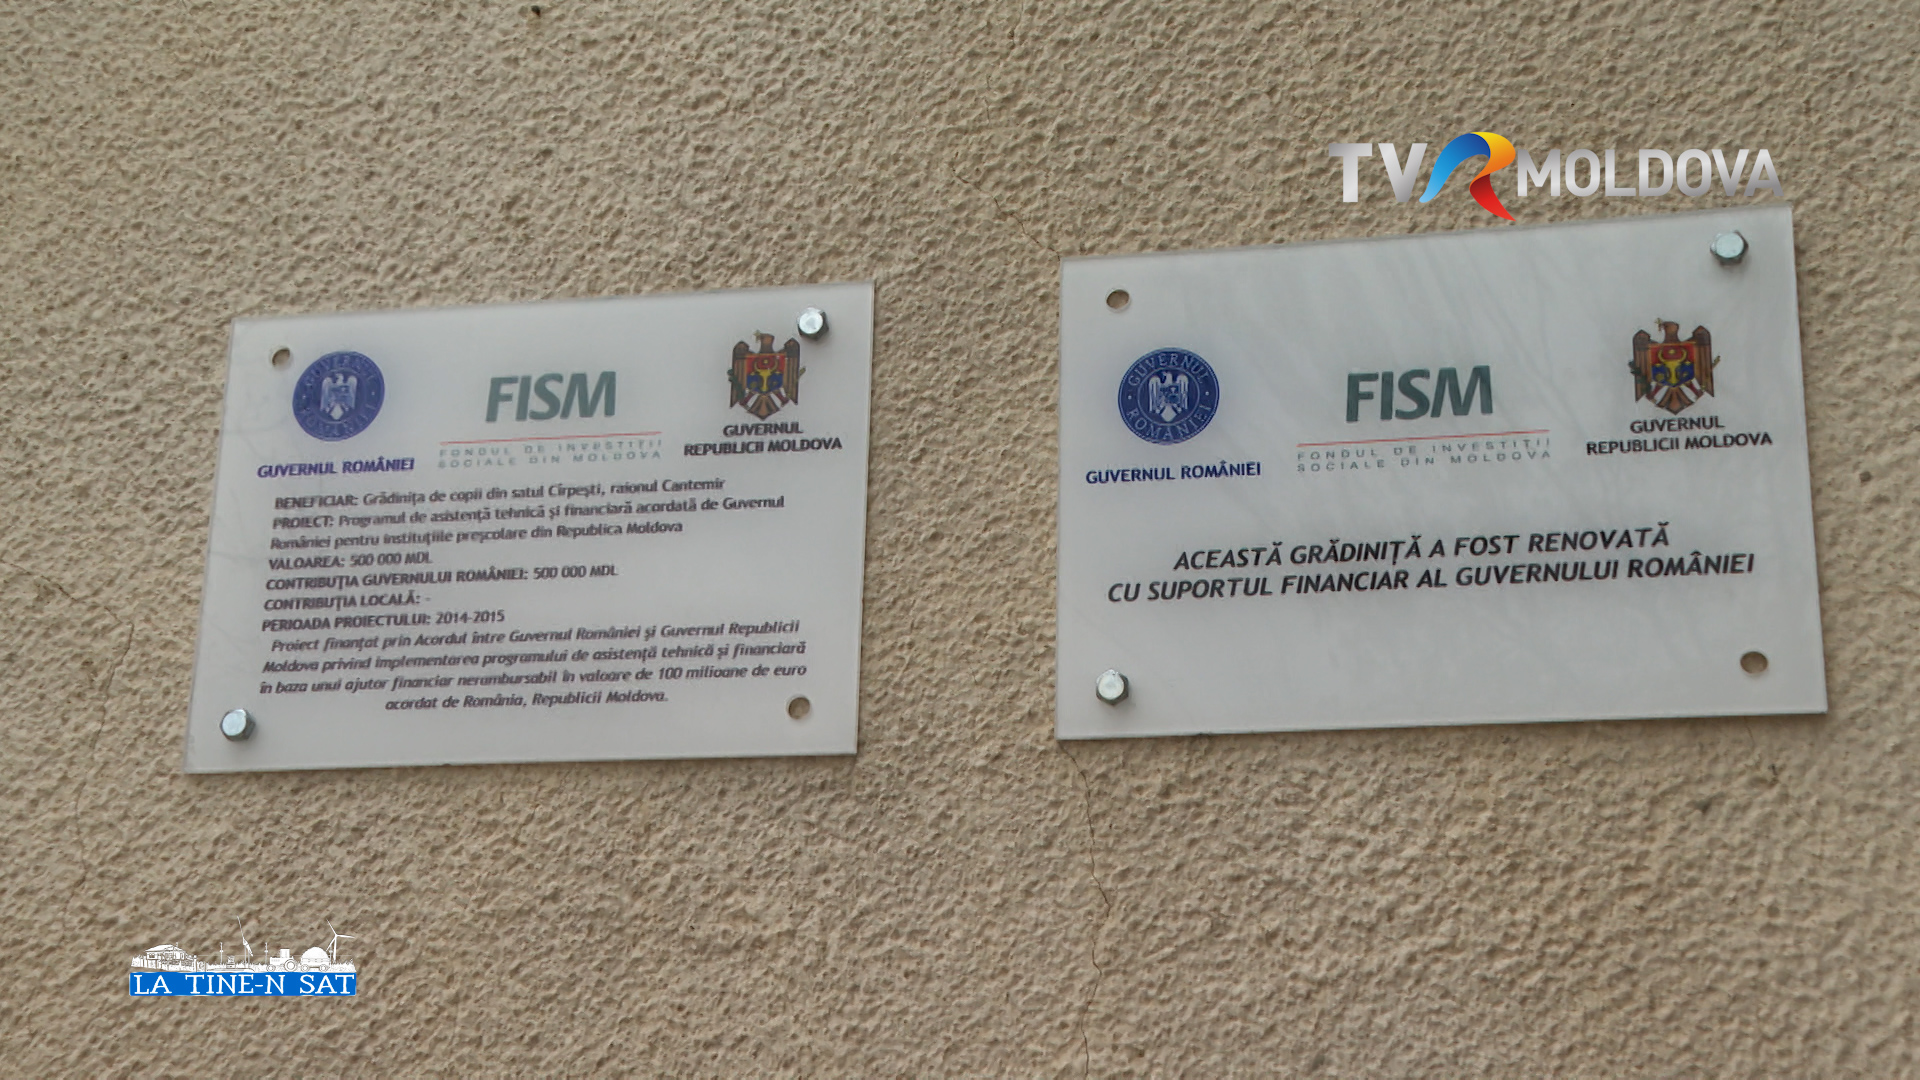 TVR MOLDOVA
GUVERNUL ROMÂNIEI
GUVERNUL ROMÂNIEI
FISM
FONDUL DE INVESTIȚII
SOCIALE DIN MOLDOVA
GUVERNUL
REPUBLICII MOLDOVA
BENEFICIAR: Grădinița de copii din satul Cîrpești, raionul Cantemir
PROIECT: Programul de asistență tehnică și financiară acordată de Guvernul
României pentru instituțiile preșcolare din Republica Moldova
VALOAREA: 500 000 MDL
CONTRIBUȚIA GUVERNULUI ROMÂNIEI: 500 000 MDL
CONTRIBUȚIA LOCALĂ: -
PERIOADA PROIECTULUI: 2014-2015
Proiect finanțat prin Acordul între Guvernul României și Guvernul Republicii
Moldova privind implementarea programului de asistență tehnică și financiară
în baza unui ajutor financiar nerambursabil în valoare de 100 milioane de euro
acordat de România, Republicii Moldova.
GUVERNUL ROMÂNIEI
GUVERNUL ROMÂNIEI
FISM
FONDUL DE INVESTIȚII
SOCIALE DIN MOLDOVA
GUVERNUL
REPUBLICII MOLDOVA
ACEASTĂ GRĂDINIȚĂ A FOST RENOVATĂ
CU SUPORTUL FINANCIAR AL GUVERNULUI ROMÂNIEI
LA TINE-N SAT